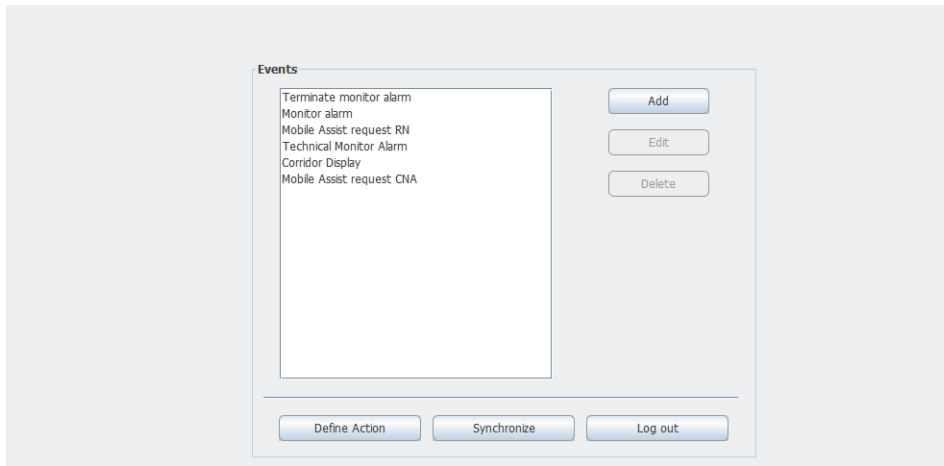 Events
Terminate monitor alarm
Monitor alarm
Mobile Assist request RN
Technical Monitor Alarm
Corridor Display
Mobile Assist request CNA
Add
Edit
Delete
Define Action
Synchronize
Log out